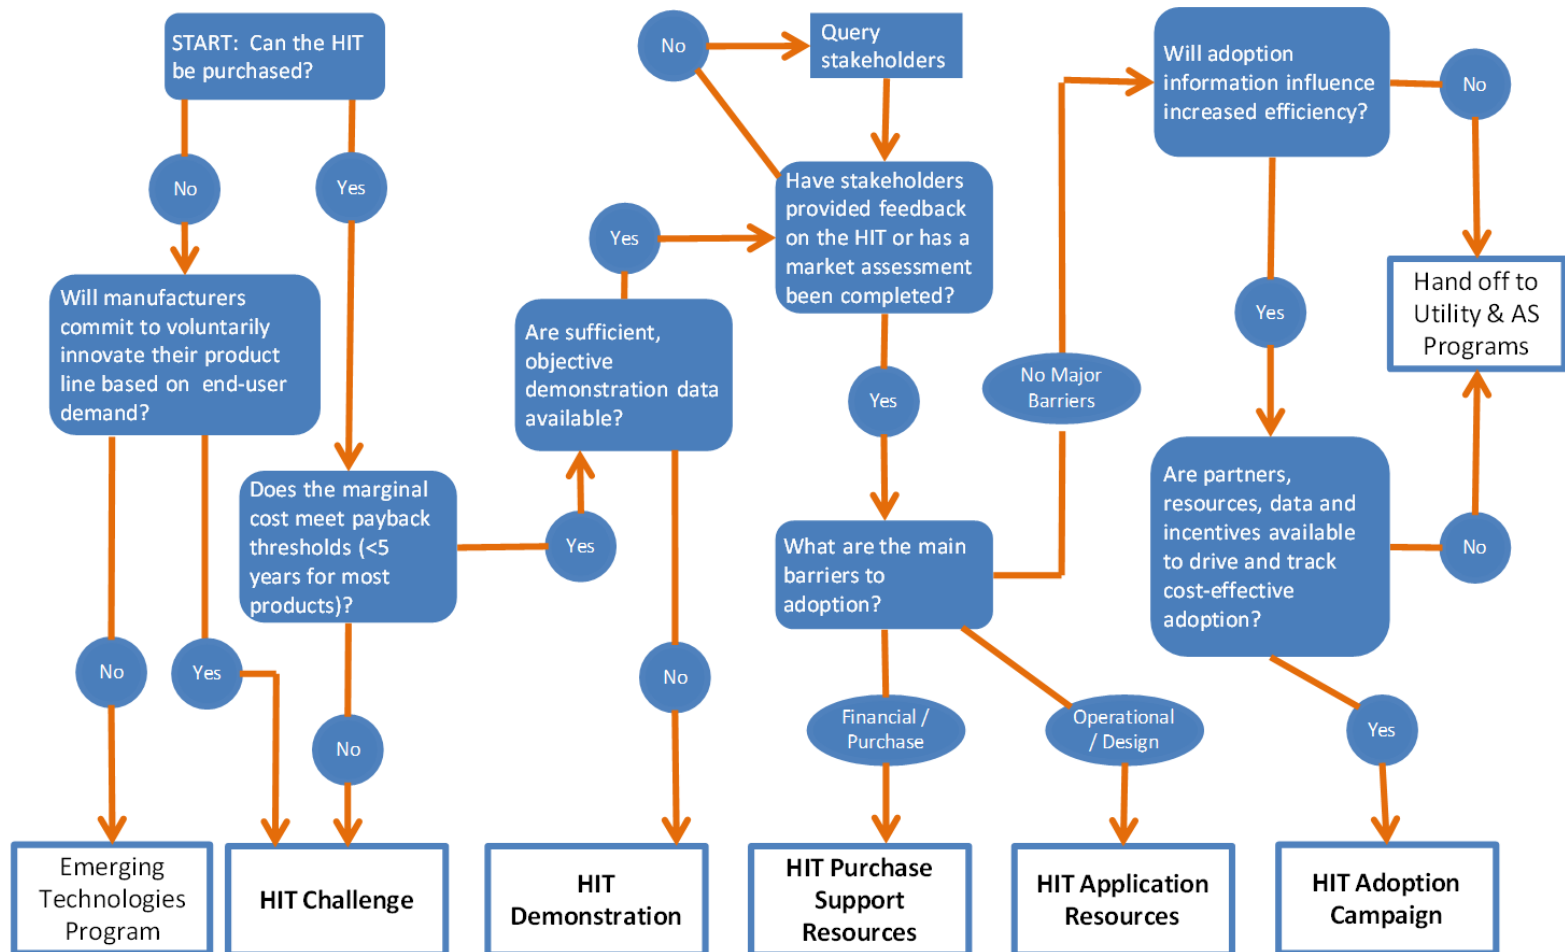 START:  Can the HIT
be purchased?
No
Yes
Will manufacturers
commit to voluntarily
innovate their product
line based on  end-user
demand?
No
Yes
Does the marginal
cost meet payback
thresholds (<5
years for most
products)?
Yes
No
Are sufficient,
objective
demonstration data
available?
Yes
No
No
Query
stakeholders
Have stakeholders
provided feedback
on the HIT or has a
market assessment
been completed?
Yes
What are the main
barriers to
adoption?
Financial /
Purchase
Operational
/ Design
No Major
Barriers
Will adoption
information influence
increased efficiency?
No
Yes
Hand off to
Utility & AS
Programs
Are partners,
resources, data and
incentives available
to drive and track
cost-effective
adoption?
No
Yes
Emerging
Technologies
Program
HIT Challenge
HIT
Demonstration
HIT Purchase
Support
Resources
HIT Application
Resources
HIT Adoption
Campaign